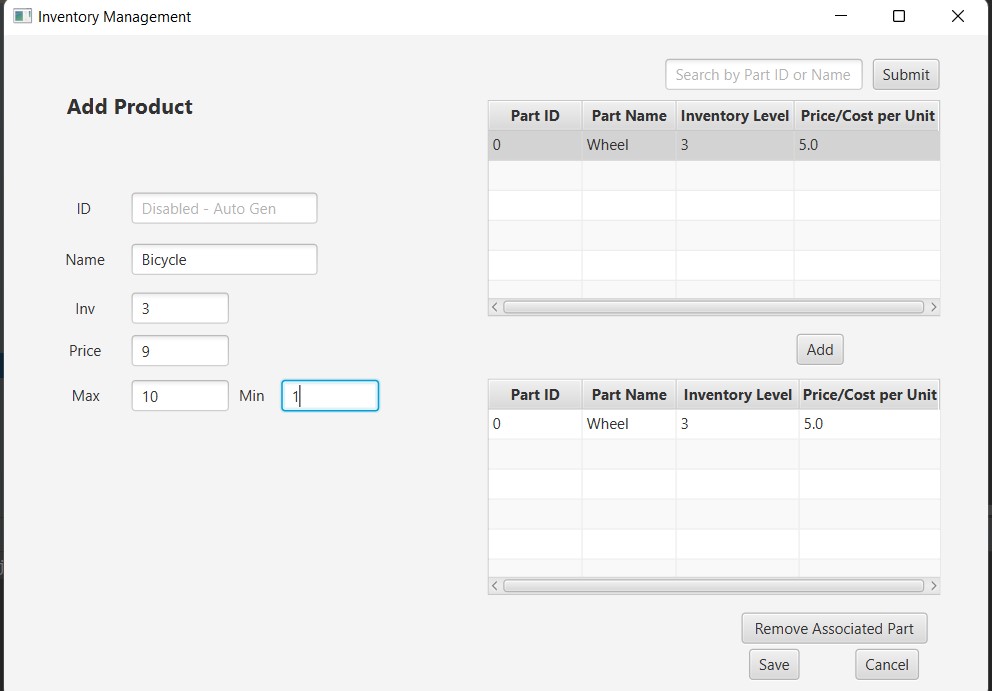 Inventory Management
Search by Part ID or Name Submit
Add Product
Part ID Part Name Inventory Level Price/Cost per Unit
0 Wheel 3 5.0
ID Disabled - Auto Gen
Name Bicycle
Inv 3
Price 9
Max 10 Min 1
Add
Part ID Part Name Inventory Level Price/Cost per Unit
0 Wheel 3 5.0
Remove Associated Part
Save Cancel